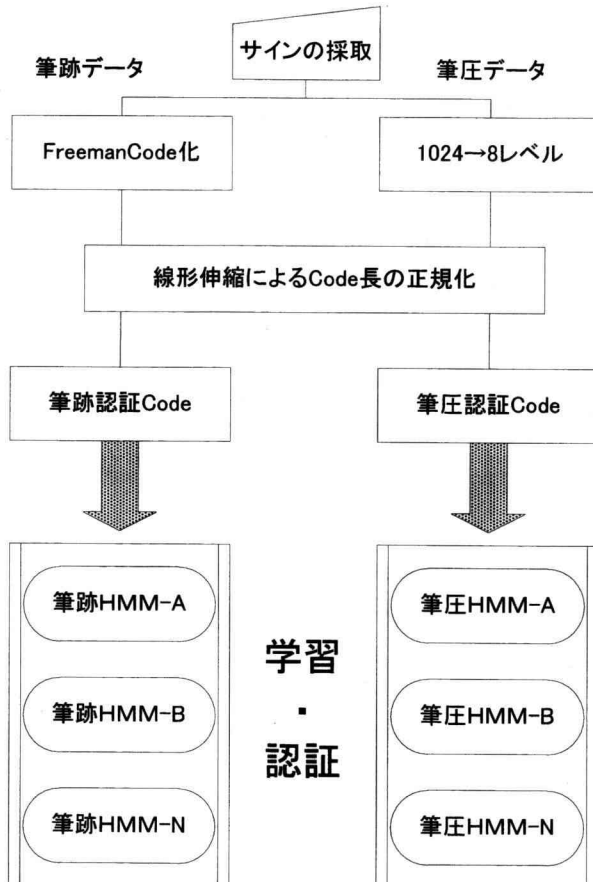 サインの採取
筆跡データ
筆圧データ
FreemanCode化
1024→8レベル
線形伸縮によるCode長の正規化
筆跡認証Code
筆圧認証Code
筆跡HMM-A
筆圧HMM-A
学習
・
認証
筆跡HMM-B
筆圧HMM-B
筆跡HMM-N
筆圧HMM-N